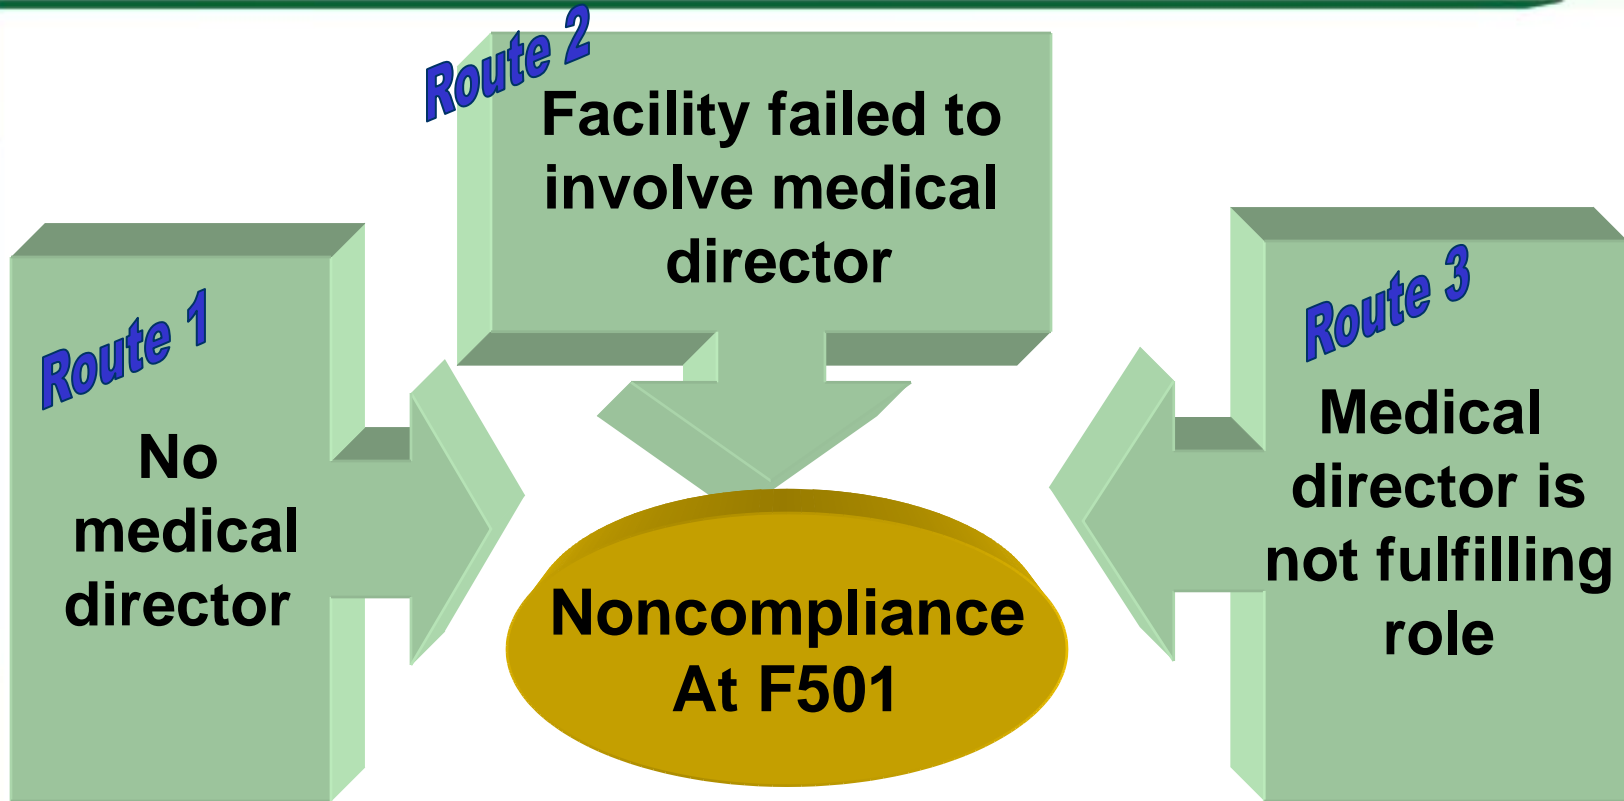 Route 1
No
medical
director
Route 2
Facility failed to
involve medical
director
Route 3
Medical
director is
not fulfilling
role
Noncompliance
At F501